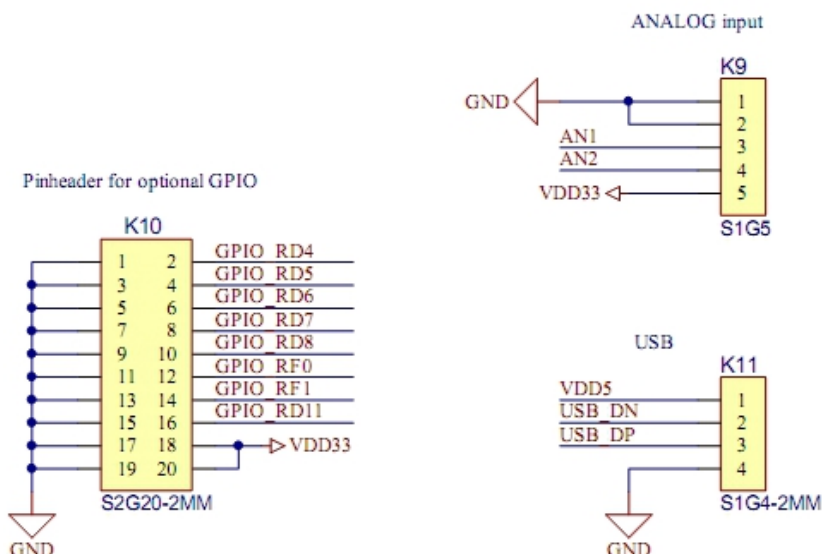 ANALOG input
K9
GND
1
2
AN1
3
AN2
4
VDD33
5
S1G5
Pinheader for optional GPIO
K10
1 2 GPIO_RD4
3 4 GPIO_RD5
5 6 GPIO_RD6
7 8 GPIO_RD7
9 10 GPIO_RD8
11 12 GPIO_RF0
13 14 GPIO_RF1
15 16 GPIO_RD11
17 18 VDD33
19 20
S2G20-2MM
GND
USB
K11
VDD5 1
USB_DN 2
USB_DP 3
4
S1G4-2MM
GND